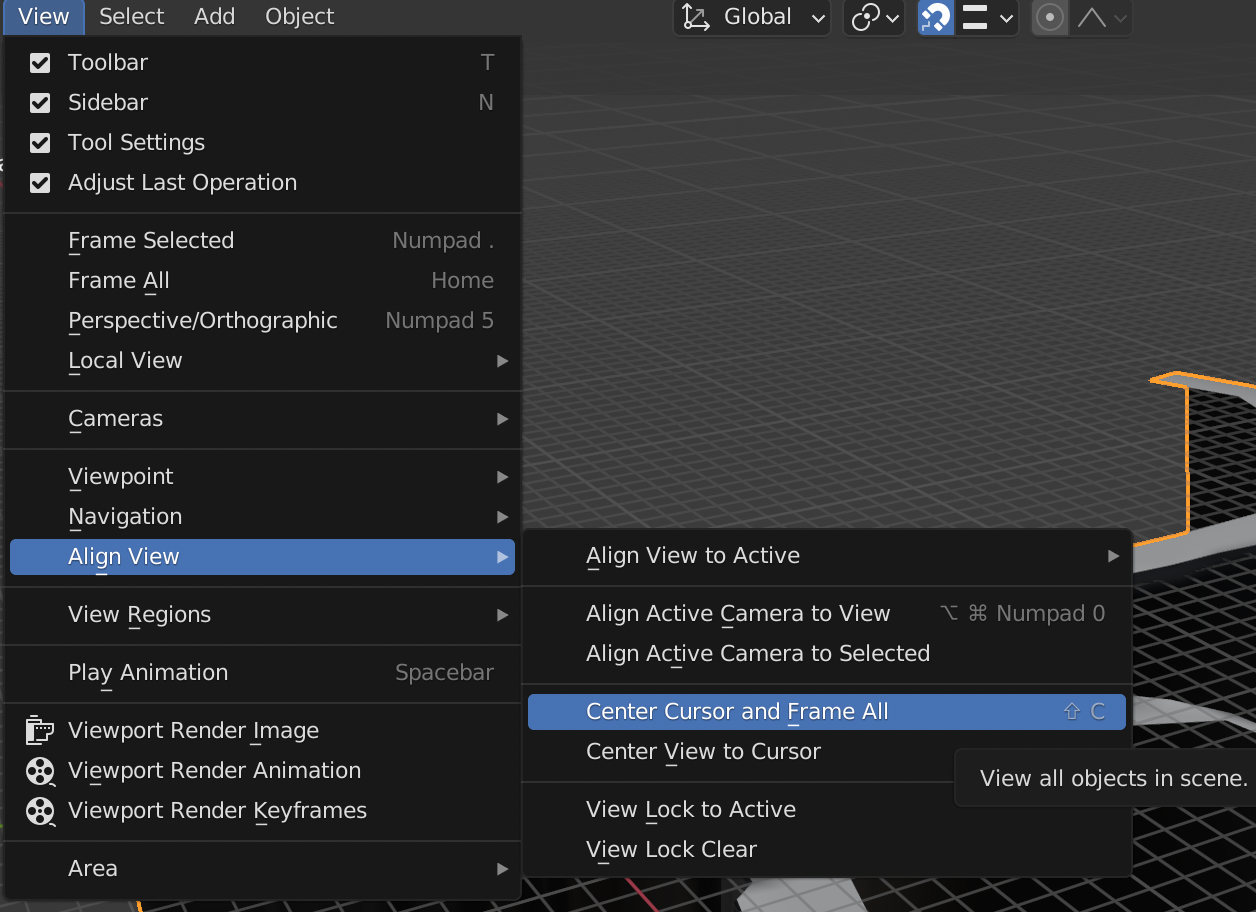 View Select Add Object Global
Toolbar T
Sidebar N
Tool Settings
Adjust Last Operation
Frame Selected Numpad .
Frame All Home
Perspective/Orthographic Numpad 5
Local View
Cameras
Viewpoint
Navigation
Align View
View Regions
Play Animation Spacebar
Viewport Render Image
Viewport Render Animation
Viewport Render Keyframes
Area
Align View to Active
Align Active Camera to View ⌥ ⌘ Numpad 0
Align Active Camera to Selected
Center Cursor and Frame All ⇧ C
Center View to Cursor
View all objects in scene.
View Lock to Active
View Lock Clear